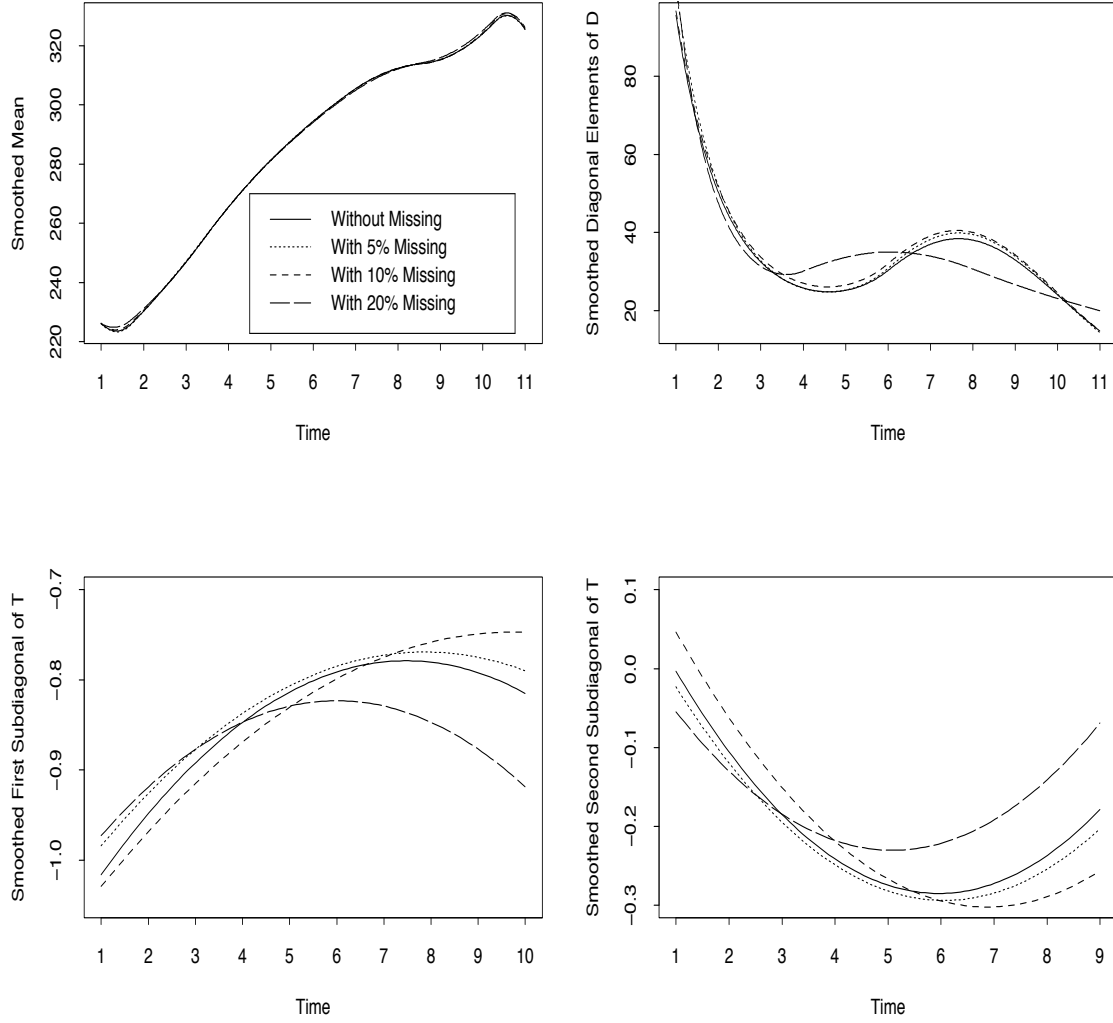 Smoothed Mean
320
300
280
260
240
220
Without Missing
With 5% Missing
With 10% Missing
With 20% Missing
1 2 3 4 5 6 7 8 9 10 11
Time
Smoothed Diagonal Elements of D
80
60
40
20
1 2 3 4 5 6 7 8 9 10 11
Time
Smoothed First Subdiagonal of T
−0.7
−0.8
−0.9
−1.0
1 2 3 4 5 6 7 8 9 10
Time
Smoothed Second Subdiagonal of T
0.1
0.0
−0.1
−0.2
−0.3
1 2 3 4 5 6 7 8 9
Time